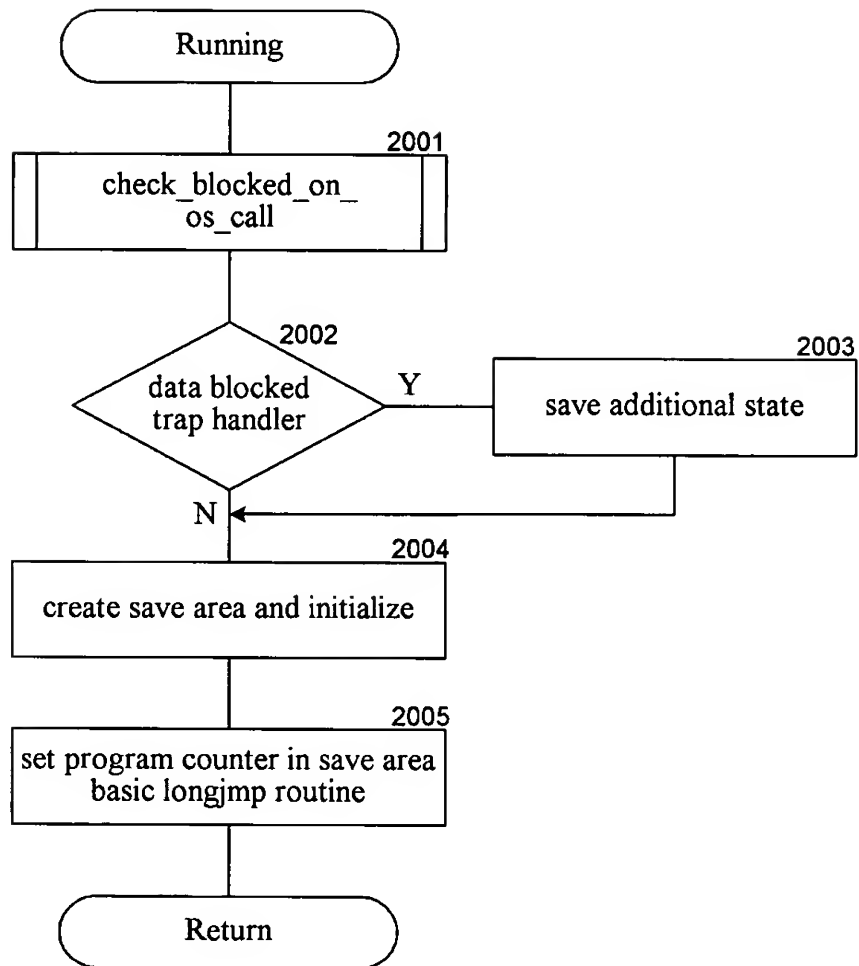 Running
2001
check_blocked_on_
os_call
2002
data blocked
trap handler
Y
2003
save additional state
N
2004
create save area and initialize
2005
set program counter in save area
basic longjmp routine
Return